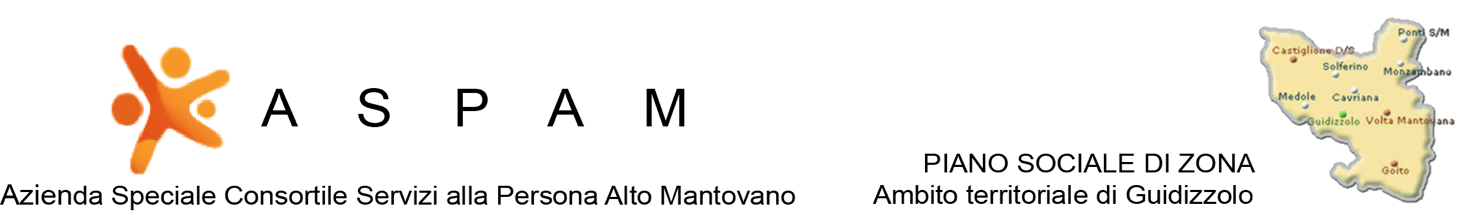 A S P A M
Azienda Speciale Consortile Servizi alla Persona Alto Mantovano
PIANO SOCIALE DI ZONA
Ambito territoriale di Guidizzolo
Ponti S/M
Castiglione D/S
Solferino
Monzambano
Medole
Cavriana
Guidizzolo
Volta Mantovana
Goito